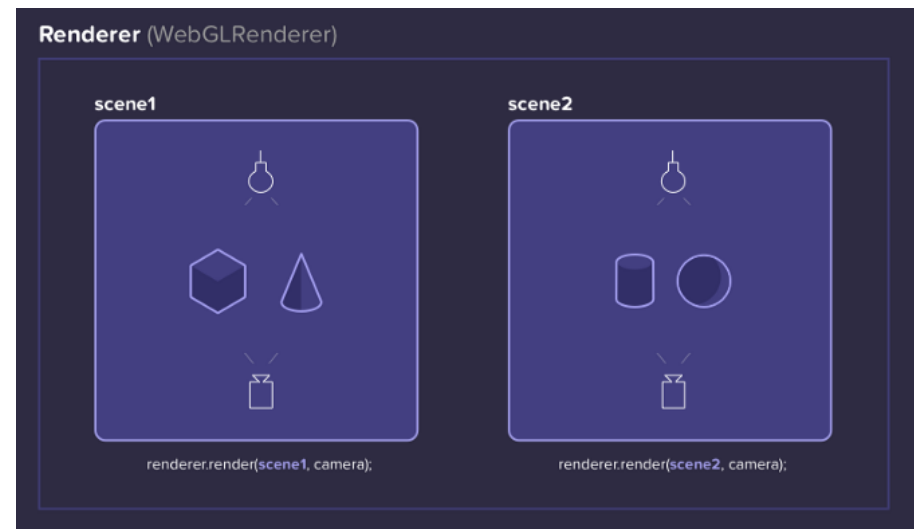 Renderer (WebGLRenderer)
scene1
scene2
renderer.render(scene1, camera);
renderer.render(scene2, camera);